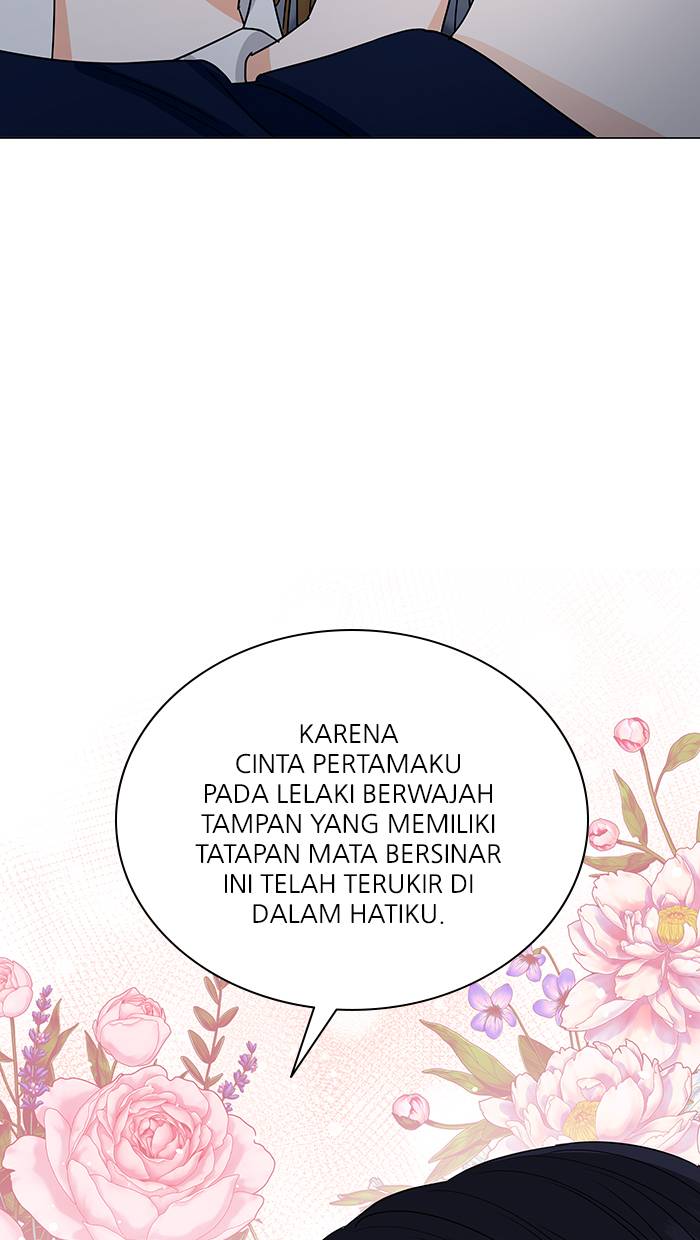 KARENA
CINTA PERTAMAKU
PADA LELAKI BERWAJAH
TAMPAN YANG MEMILIKI
TATAPAN MATA BERSINAR
INI TELAH TERUKIR DI
DALAM HATIKU.